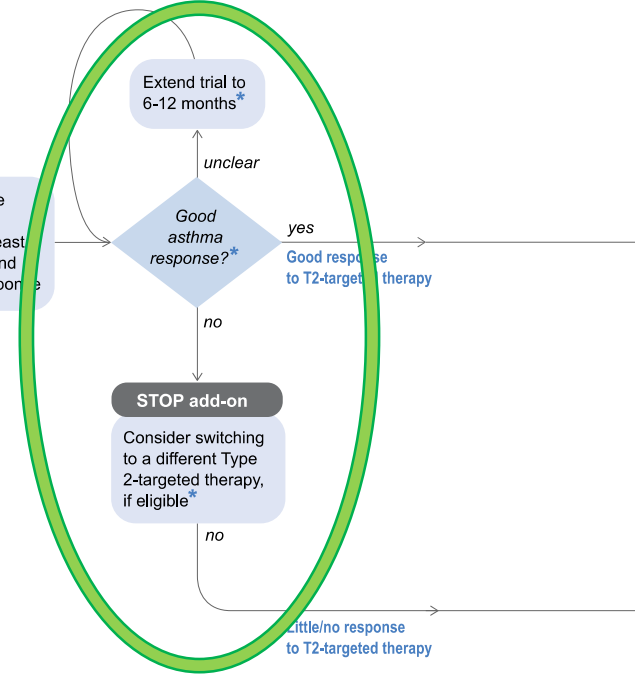 Extend trial to
6-12 months*
unclear
Good
asthma
response?*
yes
Good response
to T2-targeted therapy
no
STOP add-on
Consider switching
to a different Type
2-targeted therapy,
if eligible*
no
Little/no response
to T2-targeted therapy